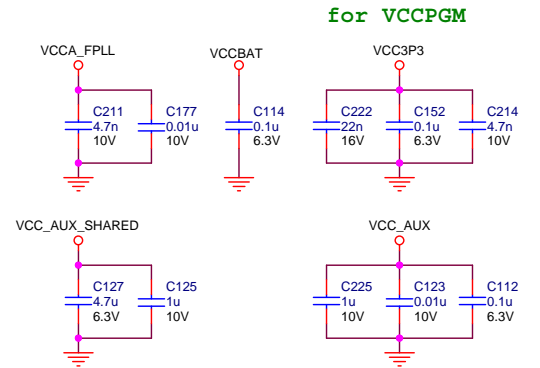 for VCCPGM
VCCA_FPLL
VCCBAT
VCC3P3
C211
4.7n
10V
C177
0.01u
10V
C114
0.1u
6.3V
C222
22n
16V
C152
0.1u
6.3V
C214
4.7n
10V
VCC_AUX_SHARED
VCC_AUX
C127
4.7u
6.3V
C125
1u
10V
C225
1u
10V
C123
0.01u
10V
C112
0.1u
6.3V